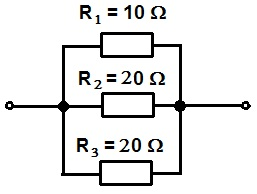 R₁ = 10 Ω
R₂ = 20 Ω
R₃ = 20 Ω